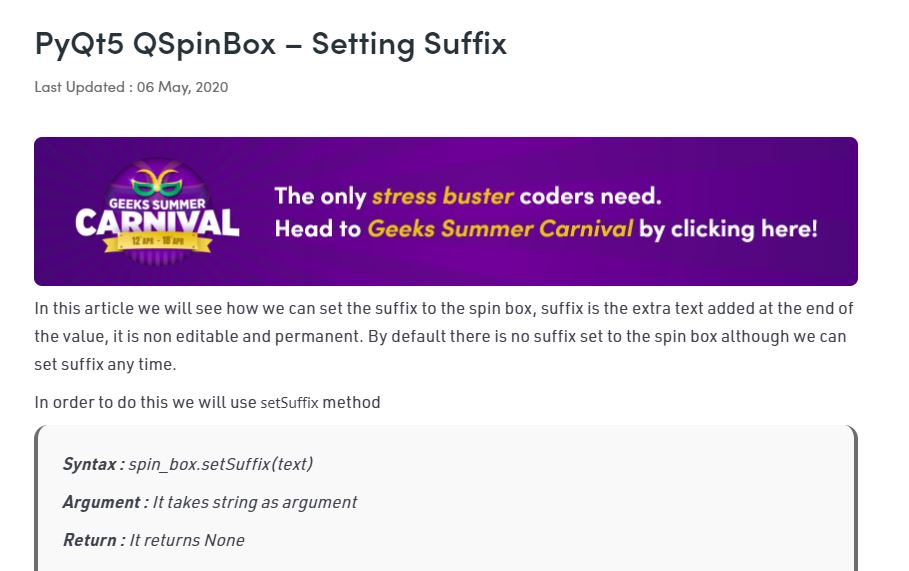 PyQt5 QSpinBox – Setting Suffix
Last Updated : 06 May, 2020
GEEKS SUMMER
CARNIVAL
12 APR - 18 APR
The only stress buster coders need.
Head to Geeks Summer Carnival by clicking here!
In this article we will see how we can set the suffix to the spin box, suffix is the extra text added at the end of
the value, it is non editable and permanent. By default there is no suffix set to the spin box although we can
set suffix any time.
In order to do this we will use setSuffix method
Syntax : spin_box.setSuffix(text)
Argument : It takes string as argument
Return : It returns None